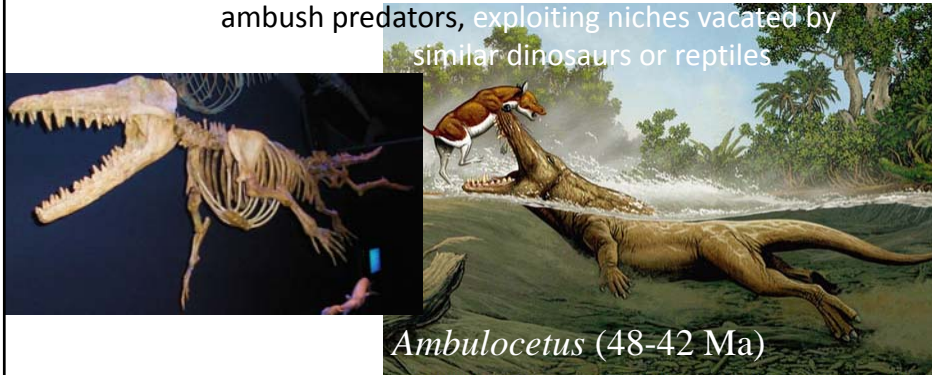 ambush predators, exploiting niches vacated by
similar dinosaurs or reptiles
Ambulocetus (48-42 Ma)